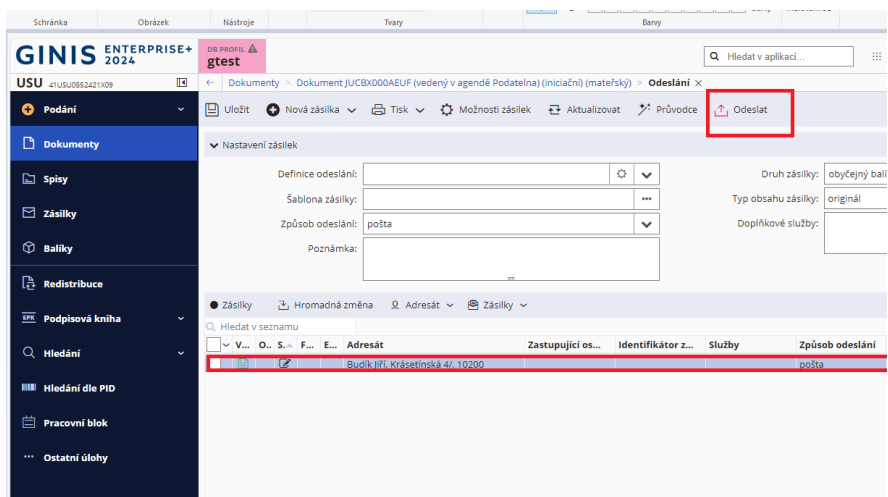 Schránka Obrázek Nástroje Tvary Barvy
GINIS ENTERPRISE+ 2024
DB PROFIL
gtest
Hledat v aplikaci...
USU 41USU0552421X09
← Dokumenty > Dokument JUCBX000AEUF (vedený v agendě Podatelna) (iniciační) (mateřský) > Odeslání ×
Podání
Uložit Nová zásilka Tisk Možnosti zásilek Aktualizovat Průvodce Odeslat
Dokumenty
Nastavení zásilek
Spisy
Definice odeslání: Druh zásilky: obyčejný balí
Šablona zásilky: ... Typ obsahu zásilky: originál
Zásilky
Způsob odeslání: pošta Doplňkové služby:
Balíky
Poznámka:
Redistribuce
Zásilky Hromadná změna Adresát Zásilky
EPK Podpisová kniha
Hledat v seznamu
Hledání
V... O.. S.. F... E... Adresát Zastupující os... Identifikátor z... Služby Způsob odeslání
Budík Jiří, Krásetínská 4/, 10200 pošta
Hledání dle PID
Pracovní blok
Ostatní úlohy